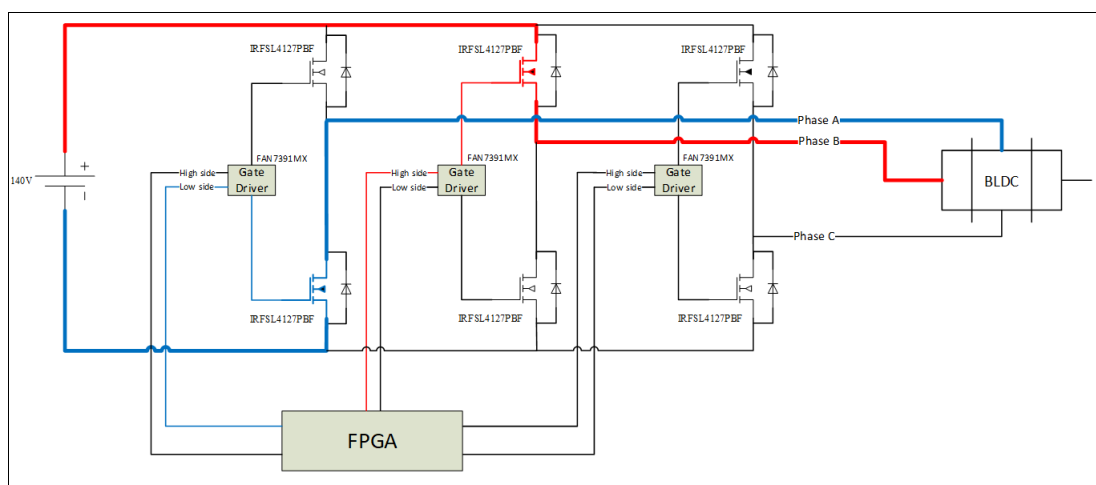 IRFSL4127PBF
IRFSL4127PBF
IRFSL4127PBF
Phase A
Phase B
FAN7391MX
FAN7391MX
FAN7391MX
140V
+
-
High side
Low side
Gate
Driver
High side
Low side
Gate
Driver
High side
Low side
Gate
Driver
BLDC
Phase C
IRFSL4127PBF
IRFSL4127PBF
IRFSL4127PBF
FPGA